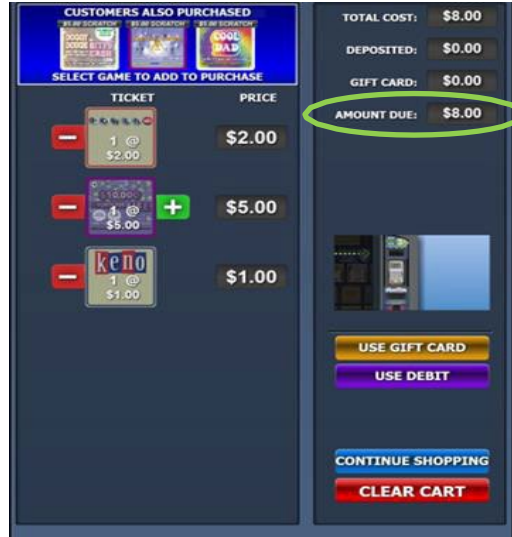 CUSTOMERS ALSO PURCHASED
$5.00 SCRATCH $5.00 SCRATCH $5.00 SCRATCH
DOGGY
COOL
DAD
SELECT GAME TO ADD TO PURCHASE
TICKET PRICE
1 @
$2.00
$2.00
1 @
$5.00
$5.00
keno
1 @
$1.00
$1.00
TOTAL COST: $8.00
DEPOSITED: $0.00
GIFT CARD: $0.00
AMOUNT DUE: $8.00
USE GIFT CARD
USE DEBIT
CONTINUE SHOPPING
CLEAR CART